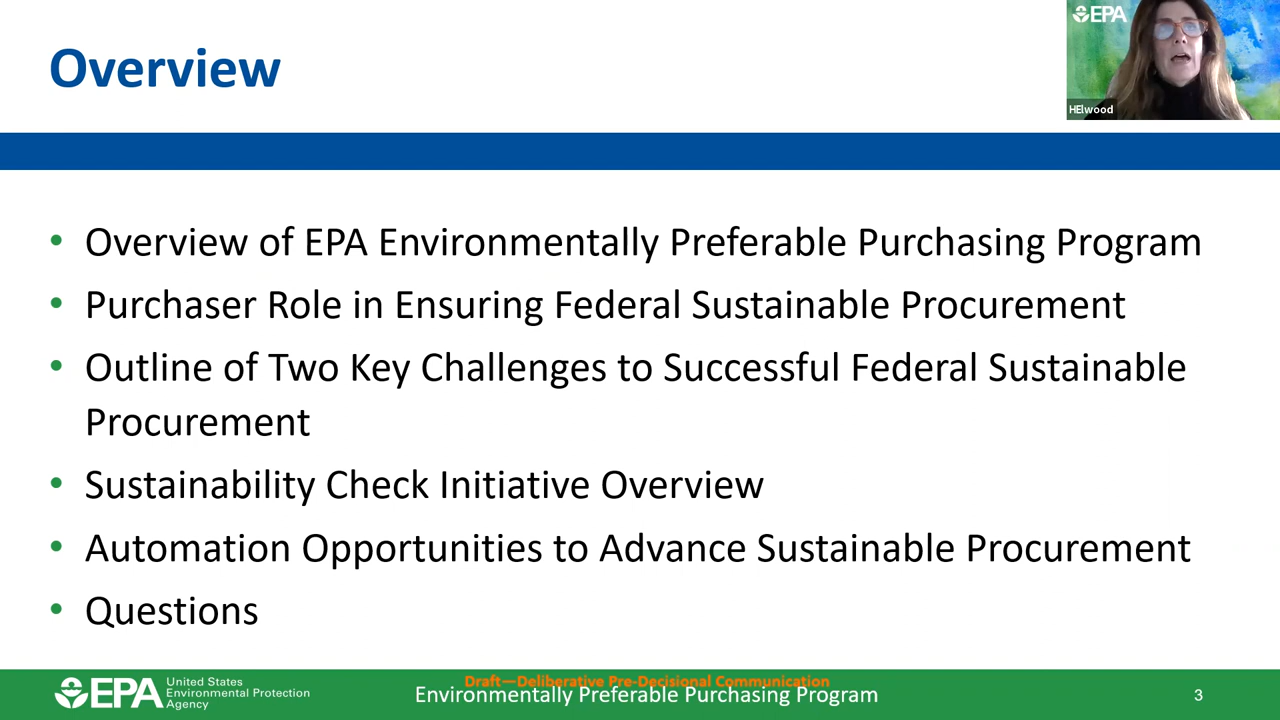 Overview
EPA
HElwood
• Overview of EPA Environmentally Preferable Purchasing Program
• Purchaser Role in Ensuring Federal Sustainable Procurement
• Outline of Two Key Challenges to Successful Federal Sustainable
Procurement
• Sustainability Check Initiative Overview
• Automation Opportunities to Advance Sustainable Procurement
• Questions
EPA
United States
Environmental Protection
Agency
Draft—Deliberative Pre-Decisional Communication
Environmentally Preferable Purchasing Program
3